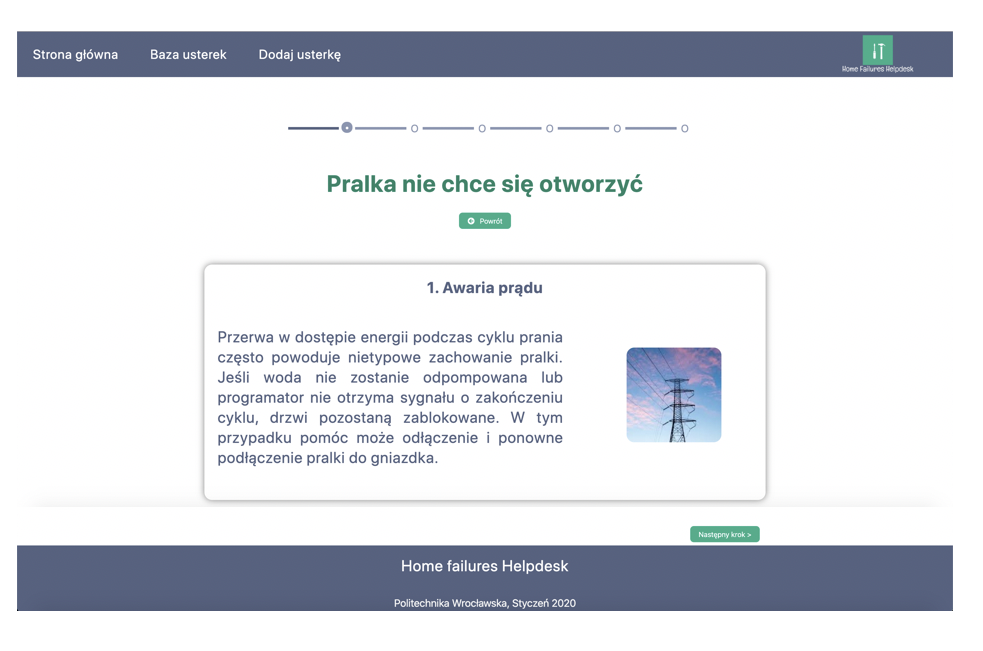 Strona główna
Baza usterek
Dodaj usterkę
Home Failures Helpdesk
Pralka nie chce się otworzyć
Powrót
1. Awaria prądu
Przerwa w dostępie energii podczas cyklu prania
często powoduje nietypowe zachowanie pralki.
Jeśli woda nie zostanie odpompowana lub
programator nie otrzyma sygnału o zakończeniu
cyklu, drzwi pozostaną zablokowane. W tym
przypadku pomóc może odłączenie i ponowne
podłączenie pralki do gniazdka.
Następny krok >
Home failures Helpdesk
Politechnika Wrocławska, Styczeń 2020